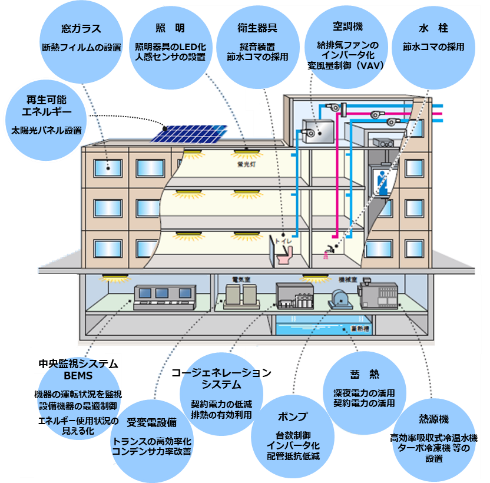 窓ガラス
断熱フィルムの設置
照　明
照明器具のLED化
人感センサの設置
衛生器具
擬音装置
節水コマの採用
空調機
給排気ファンの
インバータ化
変風量制御（VAV）
水　栓
節水コマの採用
再生可能
エネルギー
太陽光パネル設置
蛍光灯
トイレ
電気室
機械室
蓄熱槽
中央監視システム
BEMS
機器の運転状況を監視
設備機器の最適制御
エネルギー使用状況の
見える化
受変電設備
トランスの高効率化
コンデンサ力率改善
コージェネレーション
システム
契約電力の低減
排熱の有効利用
ポンプ
台数制御
インバータ化
配管抵抗低減
蓄　熱
深夜電力の活用
契約電力の活用
熱源機
高効率吸収式冷温水機
ターボ冷凍機 等の
設置